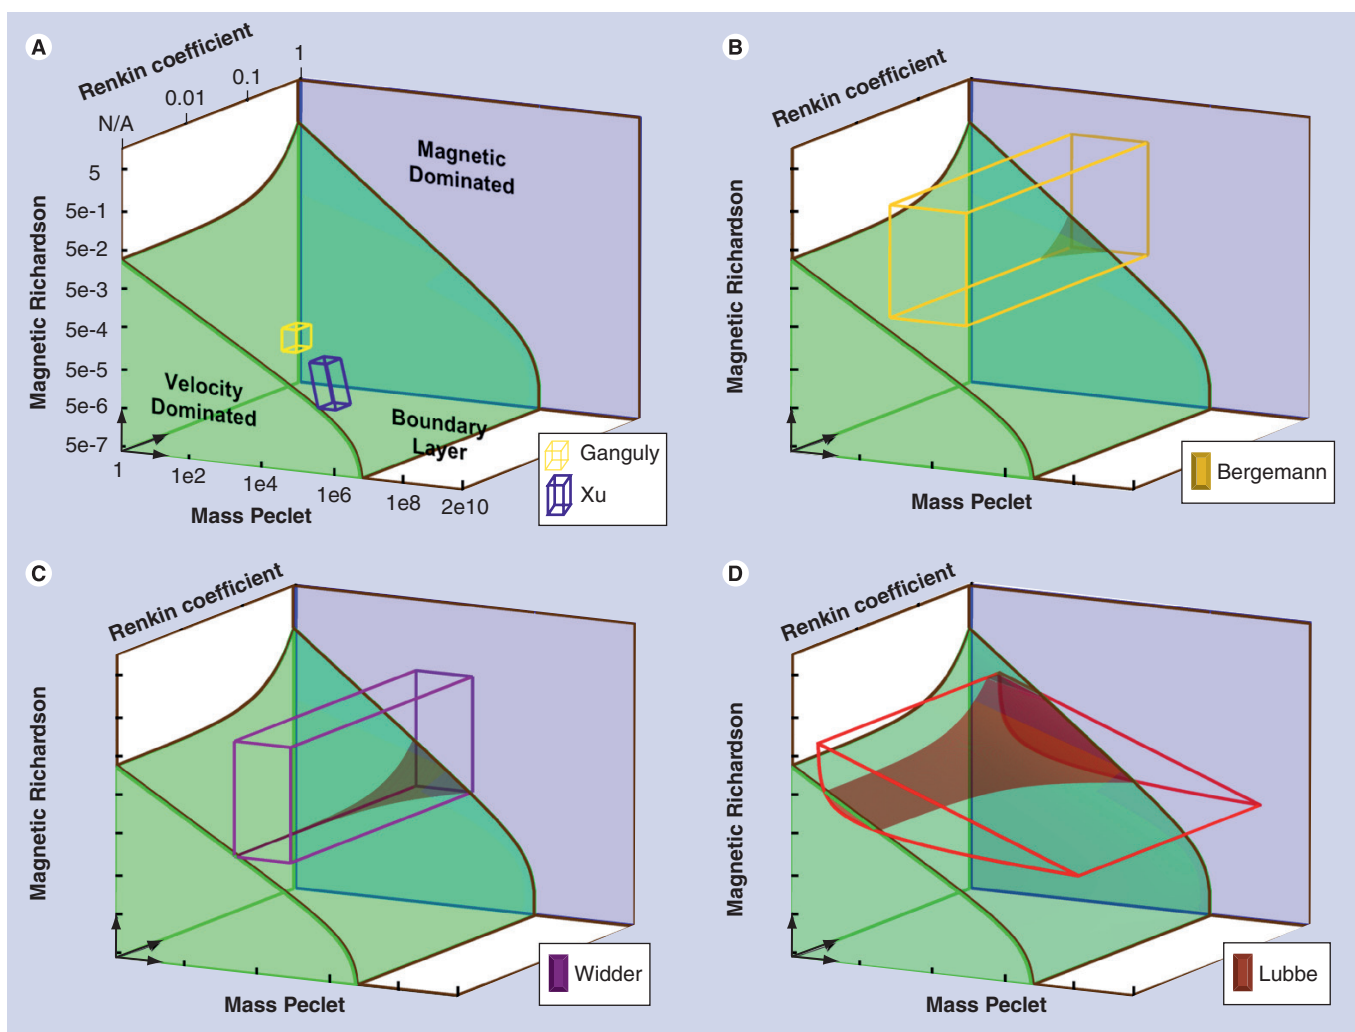 A
Renkin coefficient
1
0.1
0.01
N/A
Magnetic Richardson
5
5e-1
5e-2
5e-3
5e-4
5e-5
5e-6
5e-7
Magnetic
Dominated
Velocity
Dominated
Boundary
Layer
1
1e2
1e4
1e6
1e8
2e10
Mass Peclet
Ganguly
Xu
B
Renkin coefficient
Magnetic Richardson
Mass Peclet
Bergemann
C
Renkin coefficient
Magnetic Richardson
Mass Peclet
Widder
D
Renkin coefficient
Magnetic Richardson
Mass Peclet
Lubbe